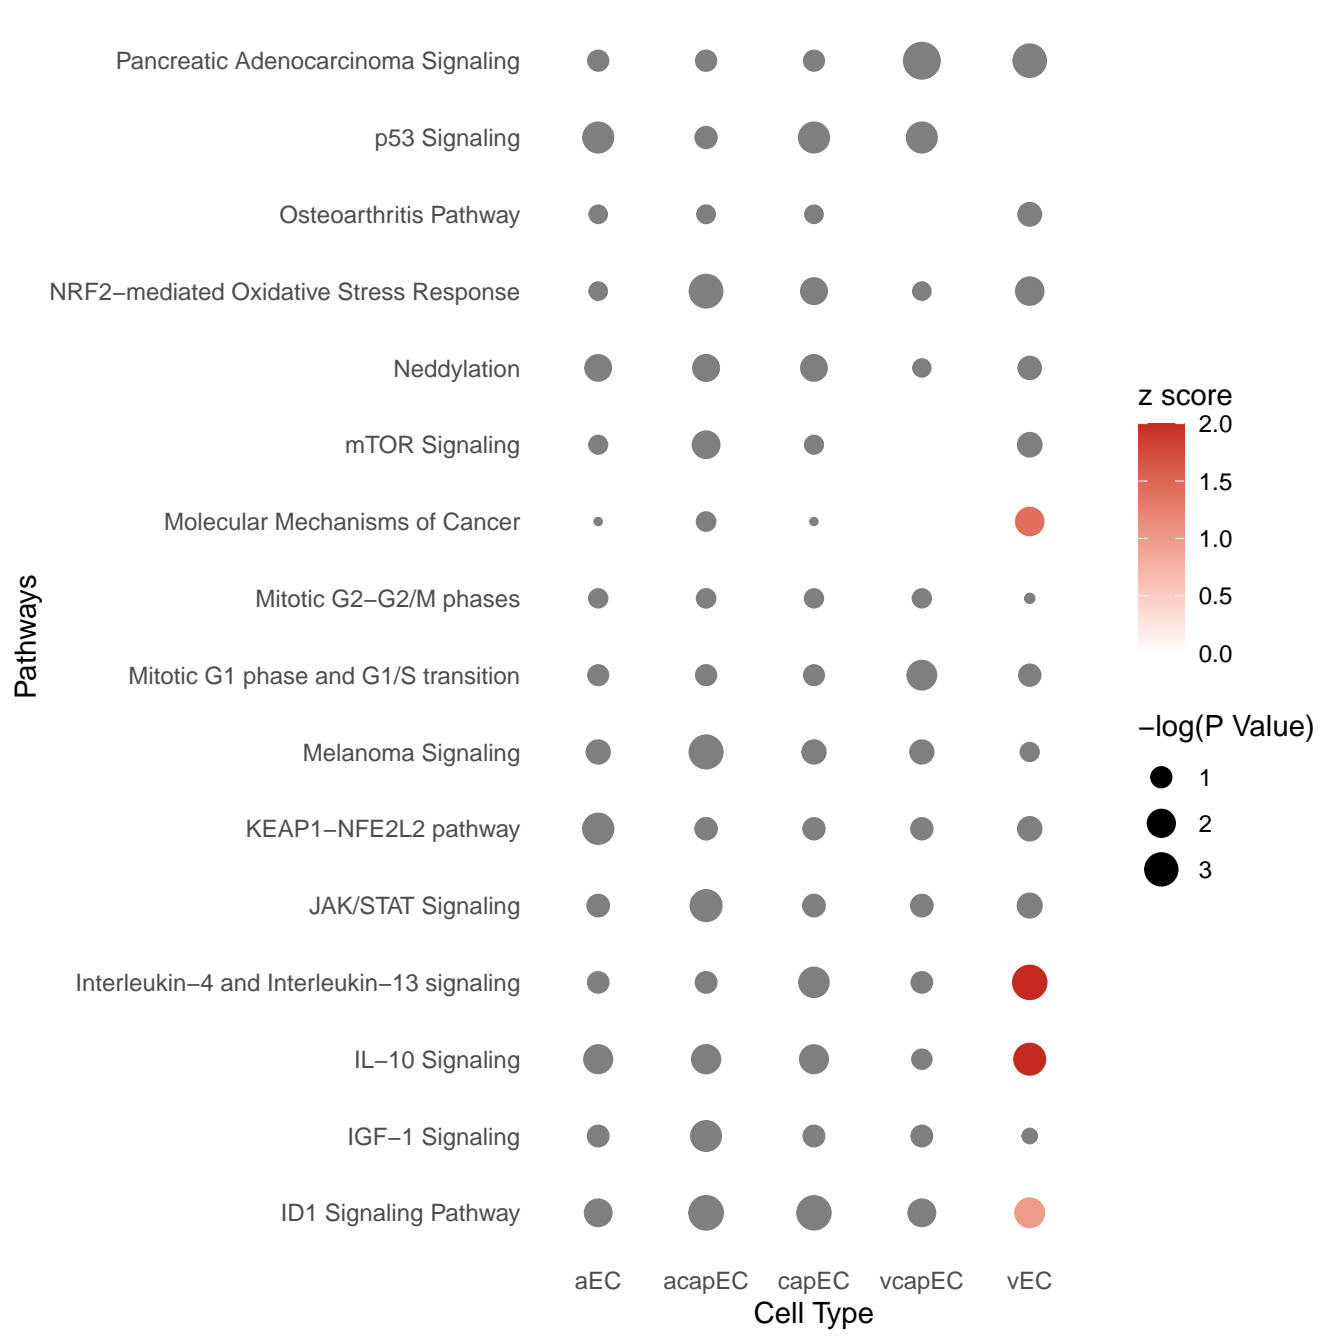 Pancreatic Adenocarcinoma Signaling
p53 Signaling
Osteoarthritis Pathway
NRF2−mediated Oxidative Stress Response
Neddylation
mTOR Signaling
Molecular Mechanisms of Cancer
Mitotic G2−G2/M phases
Mitotic G1 phase and G1/S transition
Melanoma Signaling
KEAP1−NFE2L2 pathway
JAK/STAT Signaling
Interleukin−4 and Interleukin−13 signaling
IL−10 Signaling
IGF−1 Signaling
ID1 Signaling Pathway
Pathways
aEC acapEC capEC vcapEC vEC
Cell Type
z score
2.0
1.5
1.0
0.5
0.0
−log(P Value)
1
2
3